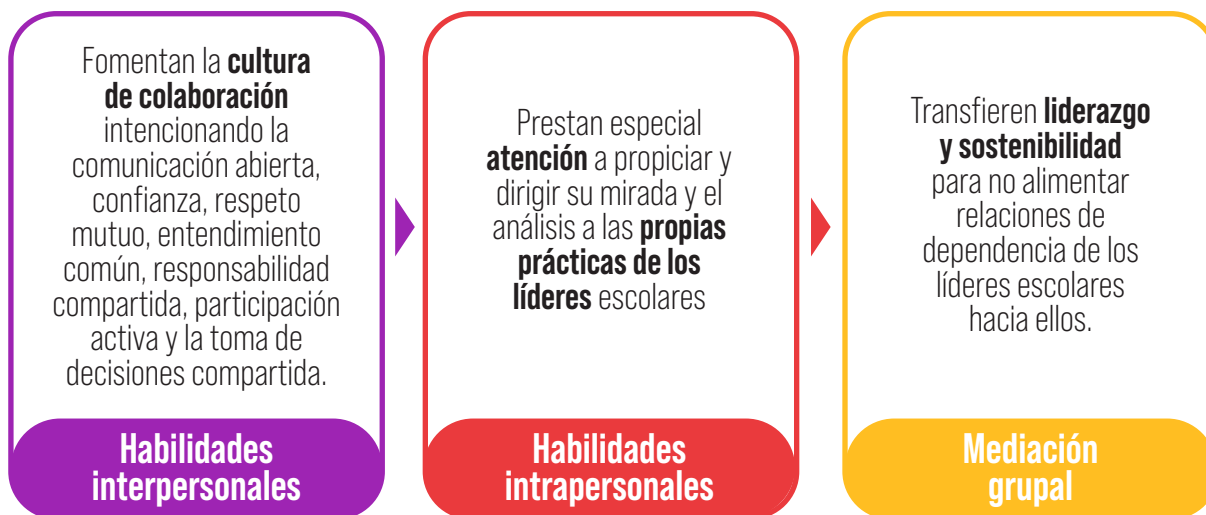 Fomentan la cultura
de colaboración
intencionando la
comunicación abierta,
confianza, respeto
mutuo, entendimiento
común, responsabilidad
compartida, participación
activa y la toma de
decisiones compartida.
Habilidades
interpersonales
Prestan especial
atención a propiciar y
dirigir su mirada y el
análisis a las propias
prácticas de los
líderes escolares
Habilidades
intrapersonales
Transfieren liderazgo
y sostenibilidad
para no alimentar
relaciones de
dependencia de los
líderes escolares
hacia ellos.
Mediación
grupal